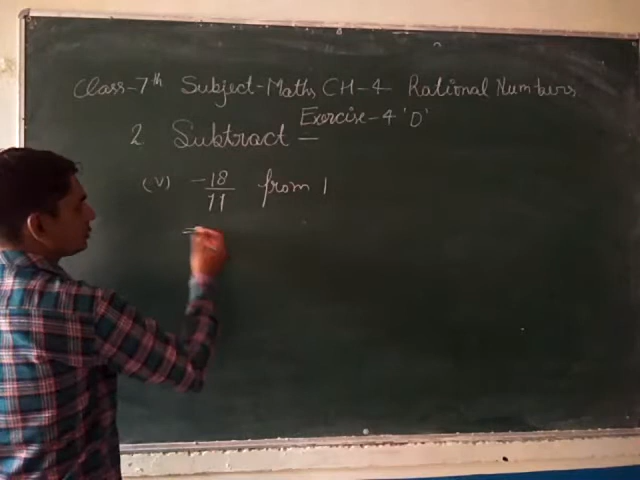 Class-7th Subject-Maths CH-4 Rational Numbers
Exercise-4 'D'
2. Subtract -
(v) -18/11 from 1
=